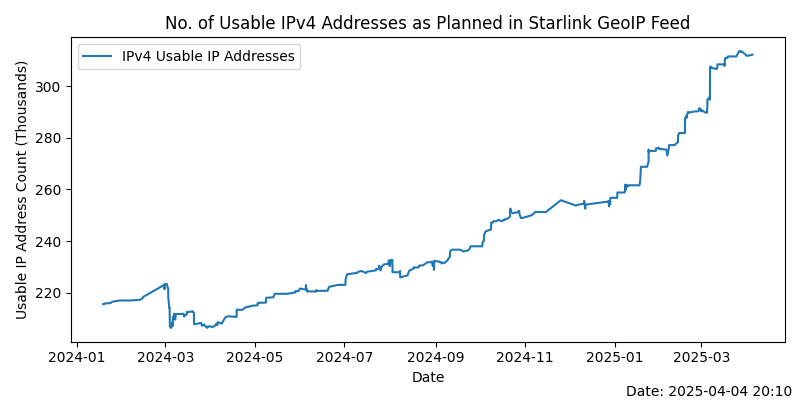 No. of Usable IPv4 Addresses as Planned in Starlink GeoIP Feed
IPv4 Usable IP Addresses
Usable IP Address Count (Thousands)
300
280
260
240
220
2024-01 2024-03 2024-05 2024-07 2024-09 2024-11 2025-01 2025-03
Date
Date: 2025-04-04 20:10